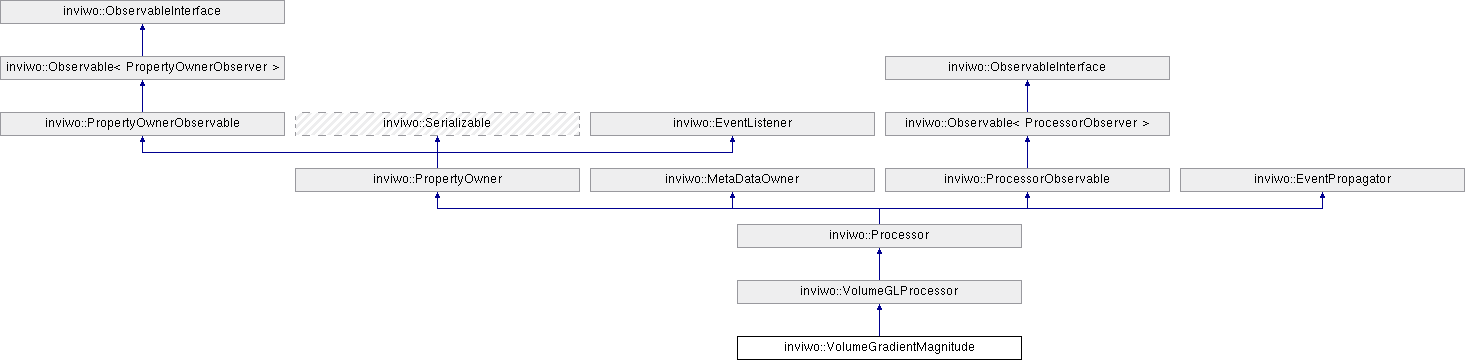 inviwo::ObservableInterface
inviwo::Observable< PropertyOwnerObserver >
inviwo::ObservableInterface
inviwo::PropertyOwnerObservable
inviwo::Serializable
inviwo::EventListener
inviwo::Observable< ProcessorObserver >
inviwo::PropertyOwner
inviwo::MetaDataOwner
inviwo::ProcessorObservable
inviwo::EventPropagator
inviwo::Processor
inviwo::VolumeGLProcessor
inviwo::VolumeGradientMagnitude